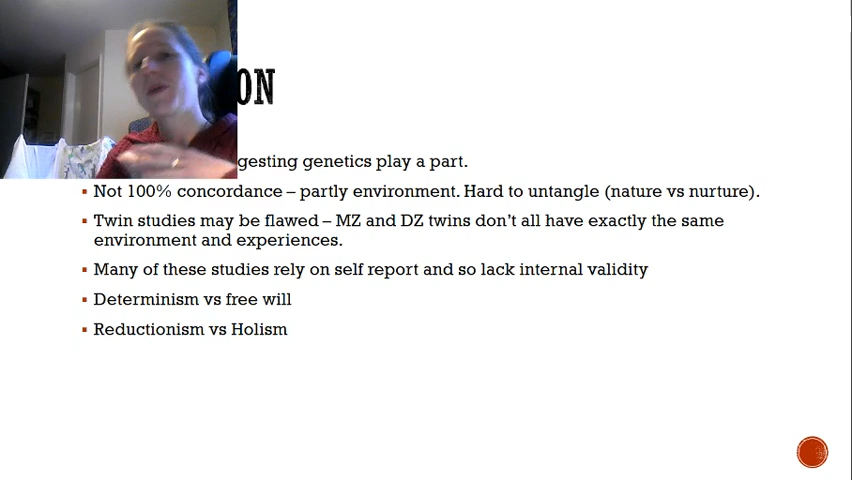 ON
gesting genetics play a part.
Not 100% concordance – partly environment. Hard to untangle (nature vs nurture).
Twin studies may be flawed – MZ and DZ twins don't all have exactly the same
environment and experiences.
Many of these studies rely on self report and so lack internal validity
Determinism vs free will
Reductionism vs Holism